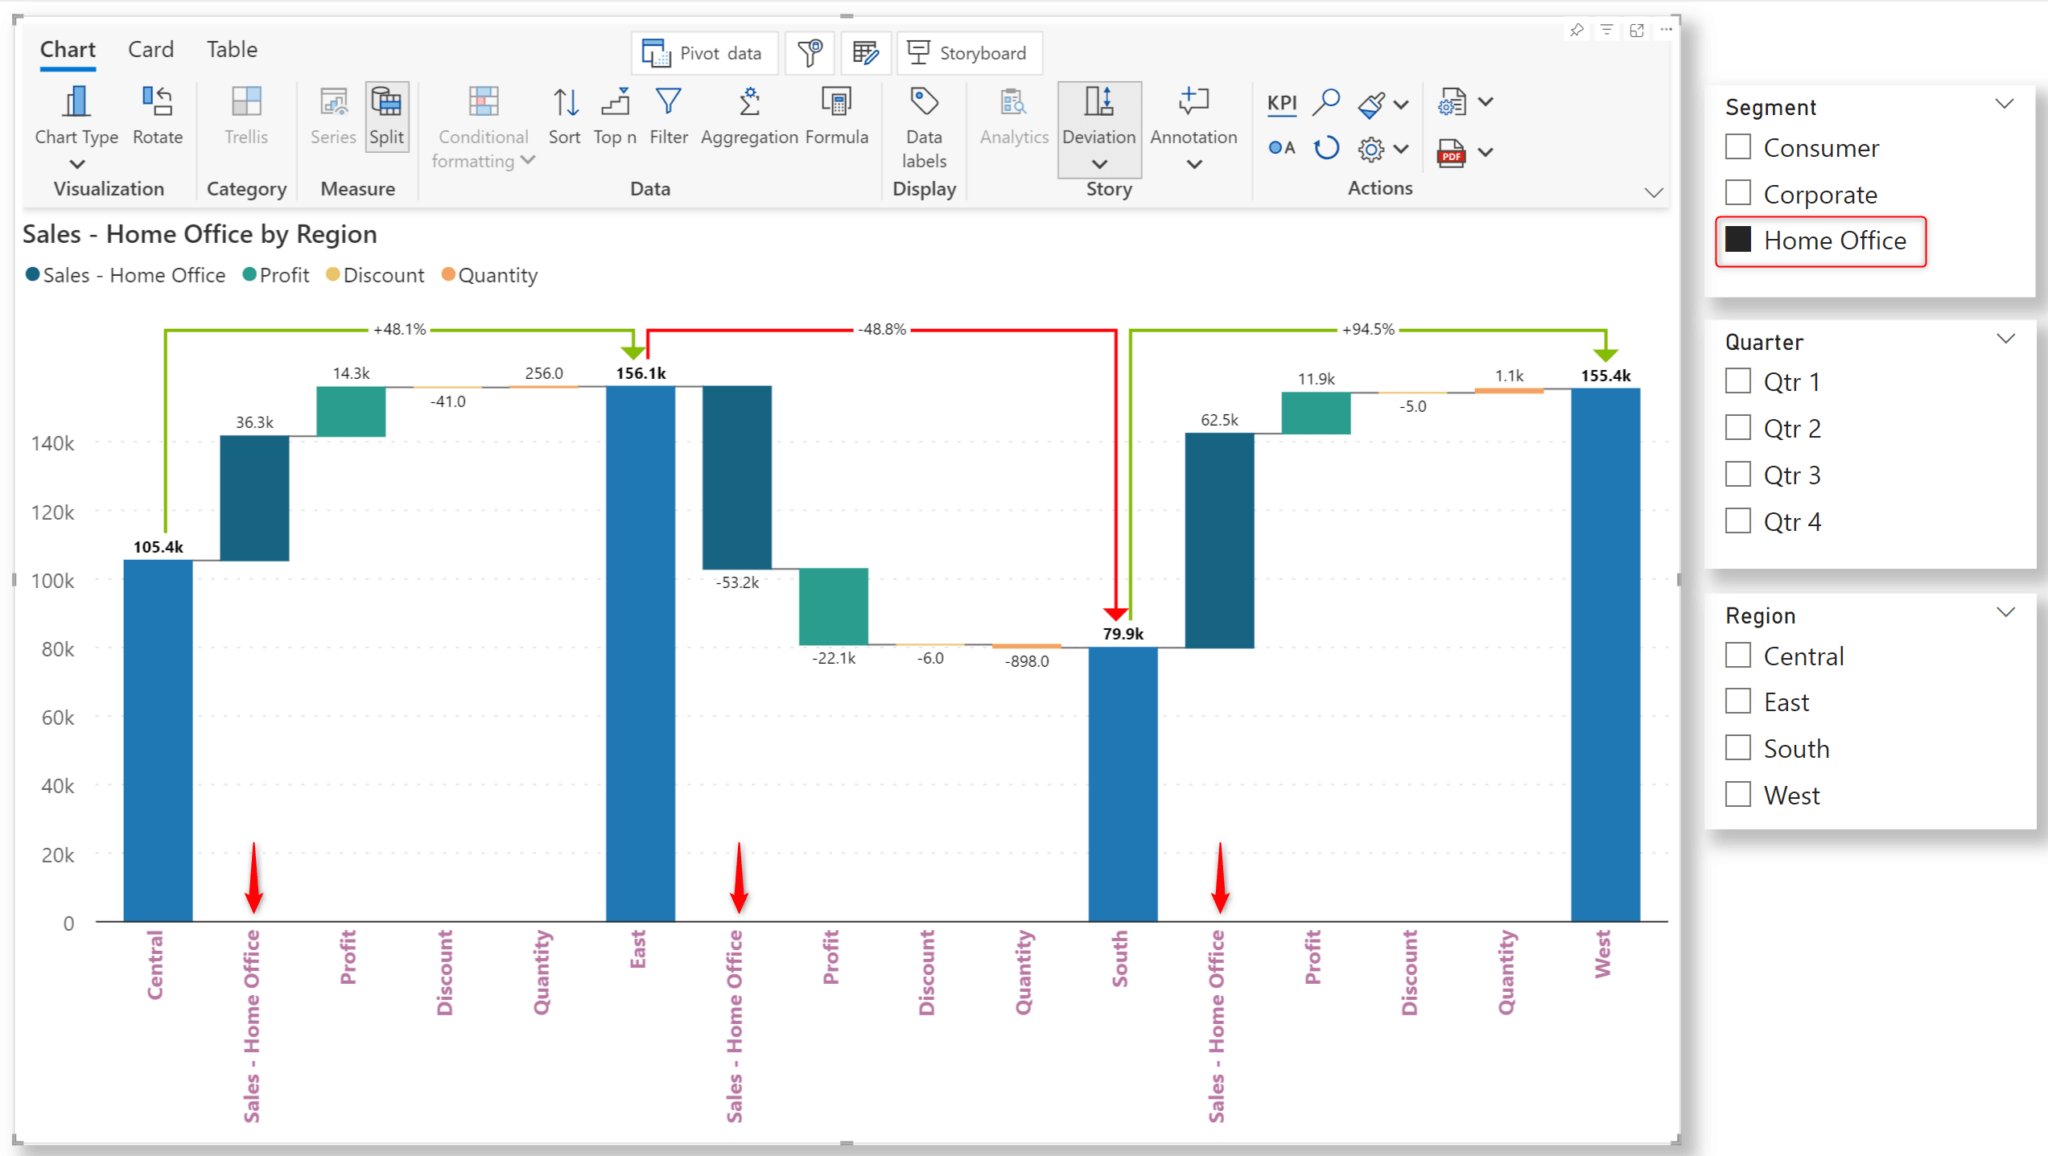 Chart Card Table
Pivot data Storyboard
Chart Type Rotate Trellis Series Split Conditional formatting Sort Top n Filter Aggregation Formula Data labels Analytics Deviation Annotation KPI
A
PDF
Visualization Category Measure Data Display Story Actions
Sales - Home Office by Region
Sales - Home Office Profit Discount Quantity
+48.1% -48.8% +94.5%
14.3k 256.0 156.1k 11.9k 1.1k 155.4k
-41.0 -5.0
36.3k 62.5k
140k
120k
105.4k
100k
-53.2k
79.9k
80k
-22.1k -6.0 -898.0
60k
40k
20k
0
Central
Sales - Home Office
Profit
Discount
Quantity
East
Sales - Home Office
Profit
Discount
Quantity
South
Sales - Home Office
Profit
Discount
Quantity
West
Segment
Consumer
Corporate
Home Office
Quarter
Qtr 1
Qtr 2
Qtr 3
Qtr 4
Region
Central
East
South
West